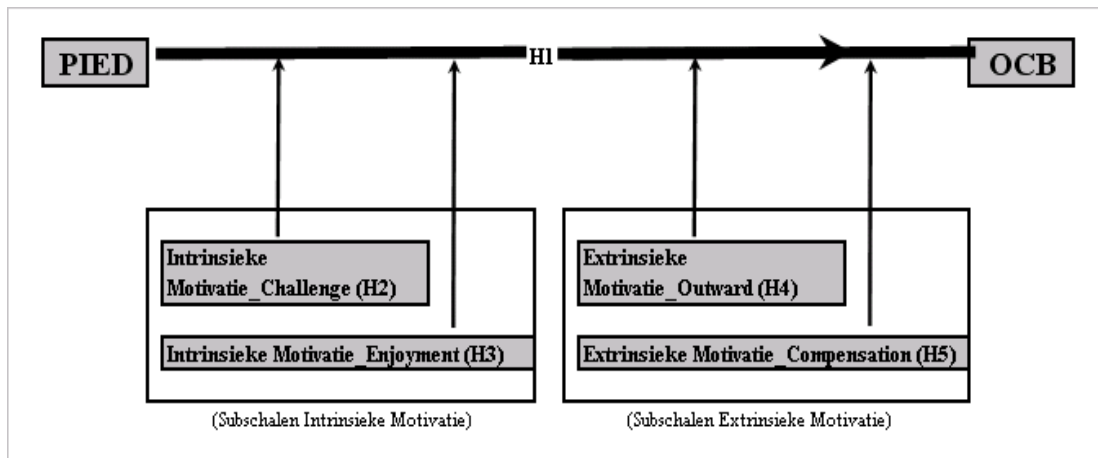 PIED
H1
OCB
Intrinsieke
Motivatie_Challenge (H2)
Intrinsieke Motivatie_Enjoyment (H3)
(Subschalen Intrinsieke Motivatie)
Extrinsieke
Motivatie_Outward (H4)
Extrinsieke Motivatie_Compensation (H5)
(Subschalen Extrinsieke Motivatie)